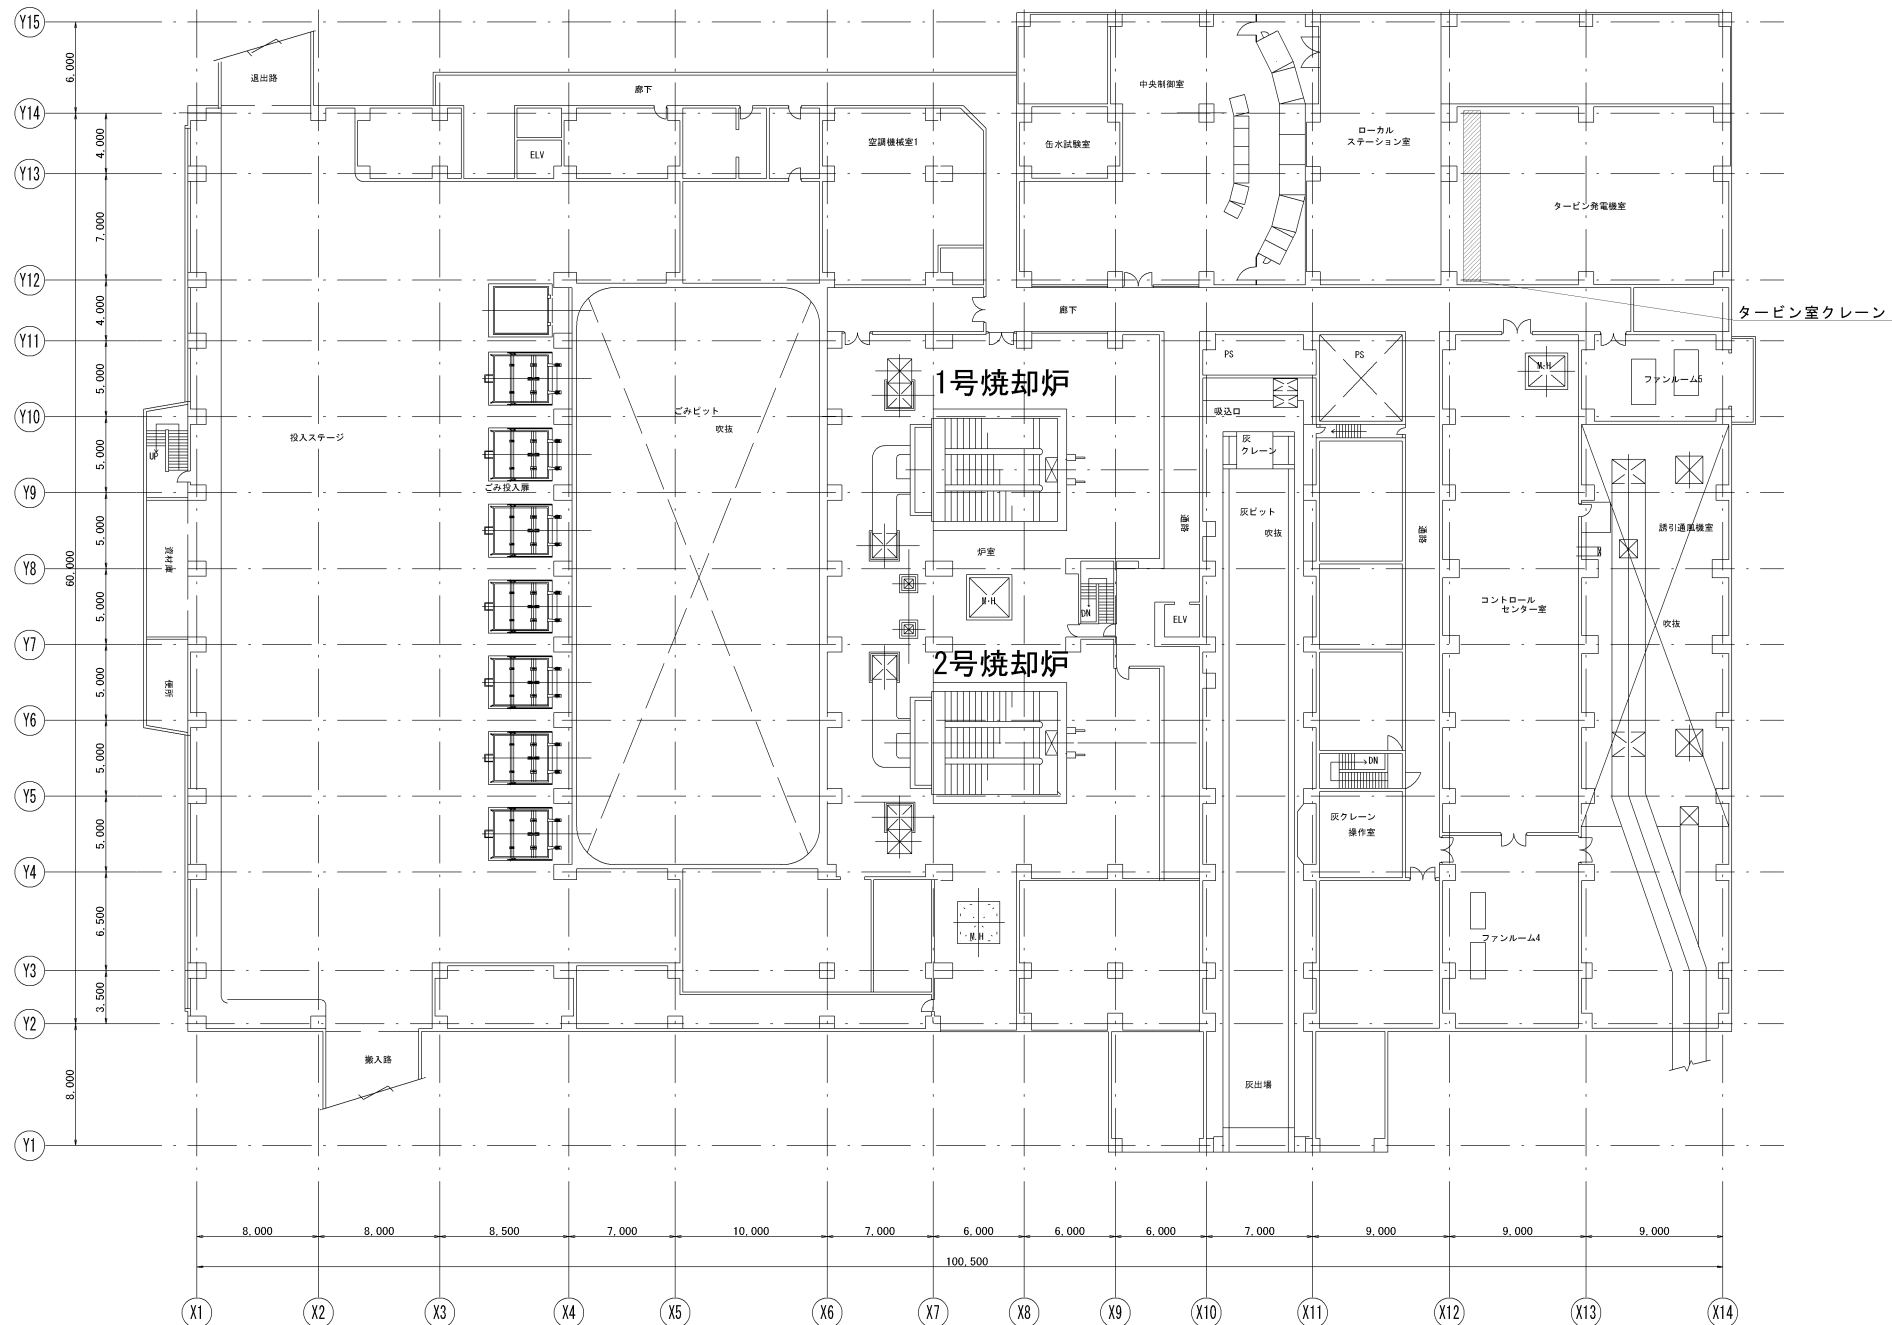 Y15
6,000
退出路
廊下
中央制御室
Y14
4,000
ELV
空調機械室1
缶水試験室
ローカル
ステーション室
Y13
7,000
タービン発電機室
Y12
4,000
廊下
タービン室クレーン
Y11
5,000
PS
PS
M・H
ファンルーム5
1号焼却炉
Y10
5,000
投入ステージ
ごみピット
吹抜
吸込口
灰
クレーン
UP
Y9
ごみ投入扉
5,000
60,000
資材庫
炉室
通路
灰ピット
吹抜
通路
誘引通風機室
Y8
5,000
M・H
DN
ELV
コントロール
センター室
吹抜
Y7
5,000
便所
2号焼却炉
Y6
5,000
DN
Y5
5,000
灰クレーン
操作室
Y4
6,500
M.H
ファンルーム4
Y3
3,500
Y2
8,000
搬入路
灰出場
Y1
8,000
8,000
8,500
7,000
10,000
7,000
6,000
6,000
6,000
7,000
9,000
9,000
9,000
100,500
X1
X2
X3
X4
X5
X6
X7
X8
X9
X10
X11
X12
X13
X14